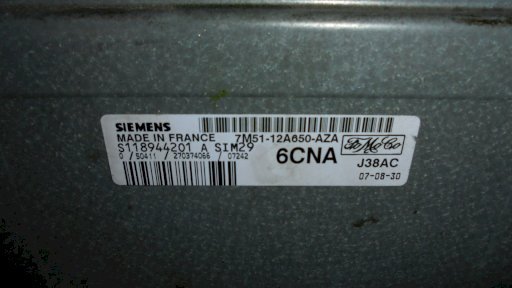 SIEMENS
MADE IN FRANCE 7M51-12A650-AZA
S118944201 A SIM29
0 / 50411 / 270374066 / 07242
6CNA
FoMoCo
J38AC
07-08-30